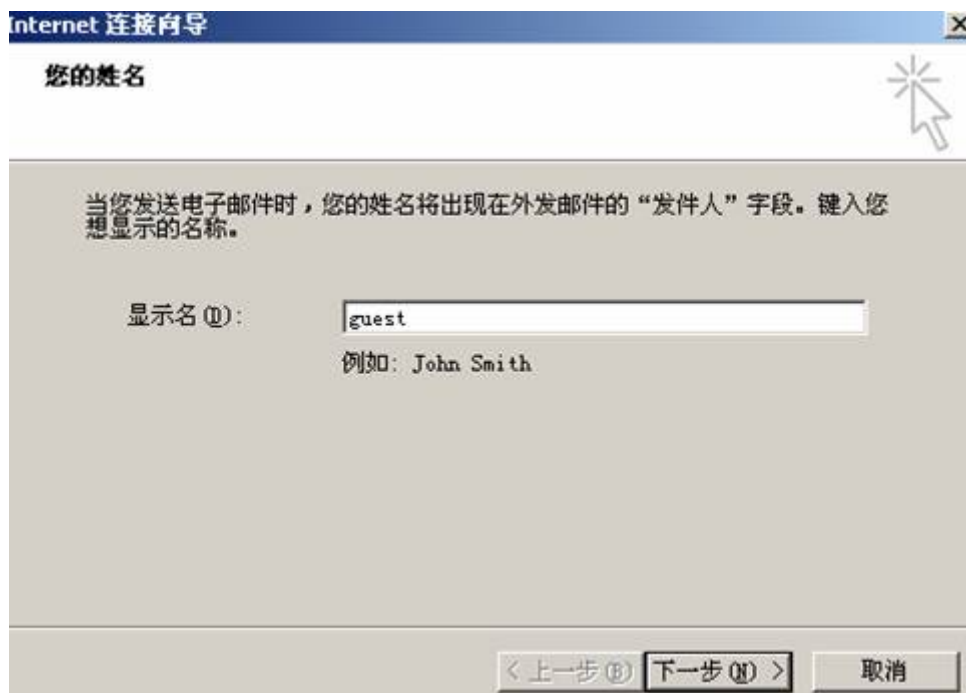 Internet 连接向导
您的姓名
当您发送电子邮件时，您的姓名将出现在外发邮件的“发件人”字段。键入您
想显示的名称。
显示名(D): guest
例如: John Smith
< 上一步(B) 下一步(N) > 取消